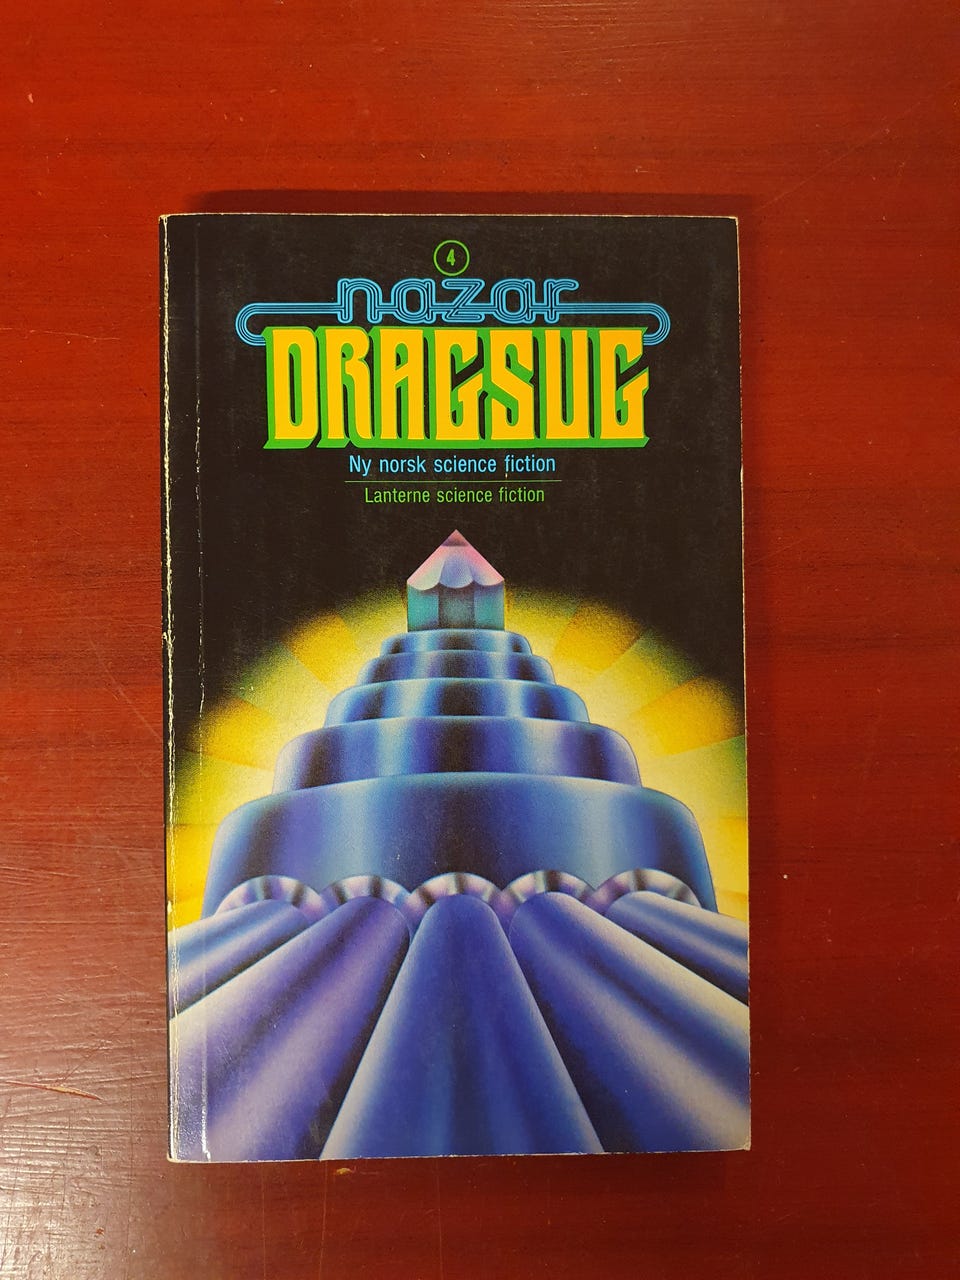 4
nazar
DRAGSUG
Ny norsk science fiction
Lanterne science fiction